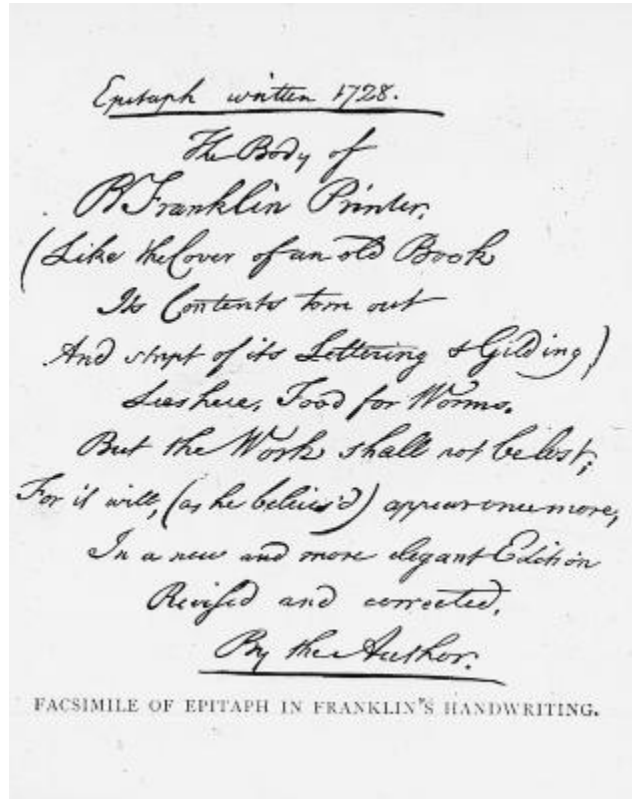 Epitaph written 1728.
The Body of
B Franklin Printer,
(Like the Cover of an old Book
Its Contents torn out
And stript of its Lettering & Gilding)
Lies here, Food for Worms.
But the Work shall not be lost;
For it will, (as he believ'd) appear once more,
In a new and more elegant Edition
Revised and corrected,
By the Author.
FACSIMILE OF EPITAPH IN FRANKLIN'S HANDWRITING.